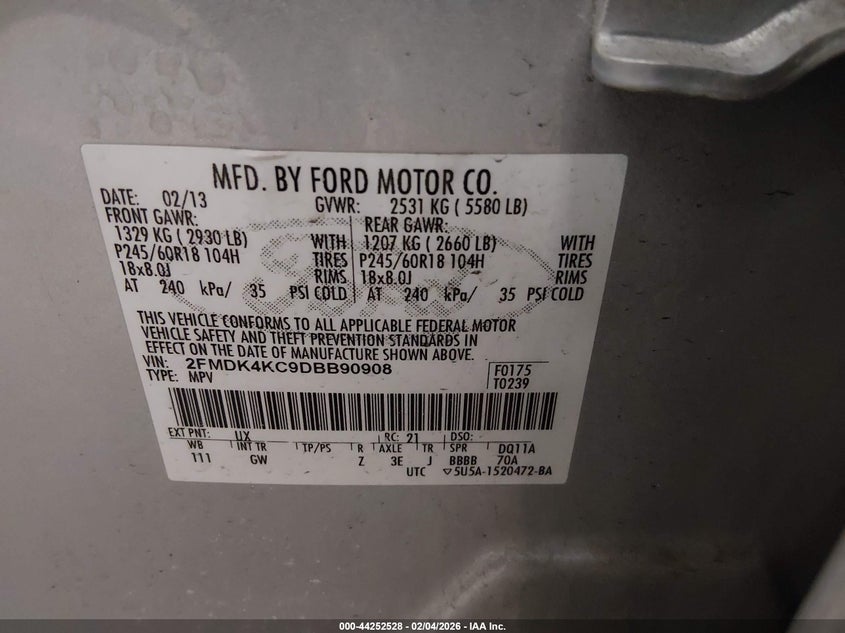 MFD. BY FORD MOTOR CO.
DATE: 02/13 GVWR: 2531 KG ( 5580 LB)
FRONT GAWR: REAR GAWR:
1329 KG ( 2930 LB) WITH 1207 KG ( 2660 LB) WITH
P245/60R18 104H TIRES P245/60R18 104H TIRES
18x8.0J RIMS 18x8.0J RIMS
AT 240 kPa/ 35 PSI COLD AT 240 kPa/ 35 PSI COLD
THIS VEHICLE CONFORMS TO ALL APPLICABLE FEDERAL MOTOR
VEHICLE SAFETY AND THEFT PREVENTION STANDARDS IN
EFFECT ON THE DATE OF MANUFACTURE SHOWN ABOVE.
VIN: 2FMDK4KC9DBB90908 F0175
TYPE: MPV T0239
EXT PNT: UX RC: 21 DSO:
WB INT TR TP/PS R AXLE TR SPR DQ11A
111 GW Z 3E J BBBB 70A
UTC ▽5U5A-1520472-BA
000-44252528 - 02/04/2026 - IAA Inc.